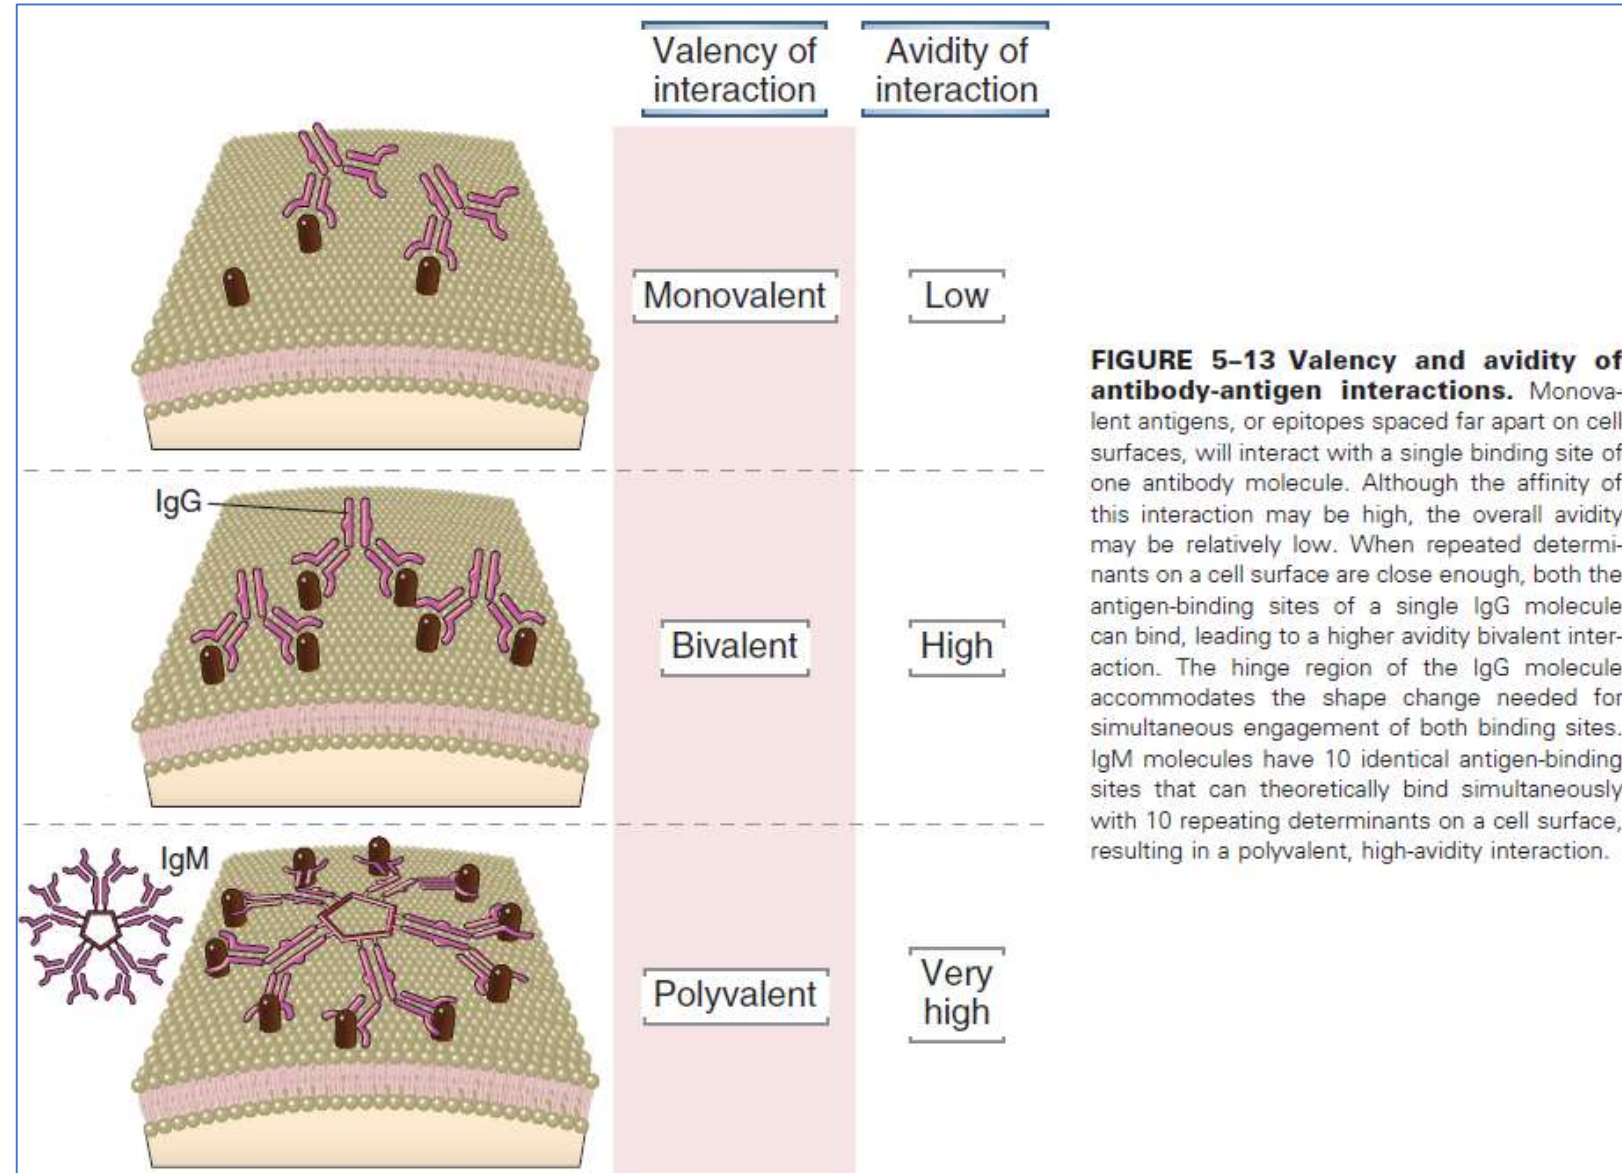 Valency of
interaction
Avidity of
interaction
Monovalent
Low
IgG
Bivalent
High
IgM
Polyvalent
Very
high
FIGURE 5–13 Valency and avidity of
antibody-antigen interactions. Monova-
lent antigens, or epitopes spaced far apart on cell
surfaces, will interact with a single binding site of
one antibody molecule. Although the affinity of
this interaction may be high, the overall avidity
may be relatively low. When repeated determi-
nants on a cell surface are close enough, both the
antigen-binding sites of a single IgG molecule
can bind, leading to a higher avidity bivalent inter-
action. The hinge region of the IgG molecule
accommodates the shape change needed for
simultaneous engagement of both binding sites.
IgM molecules have 10 identical antigen-binding
sites that can theoretically bind simultaneously
with 10 repeating determinants on a cell surface,
resulting in a polyvalent, high-avidity interaction.